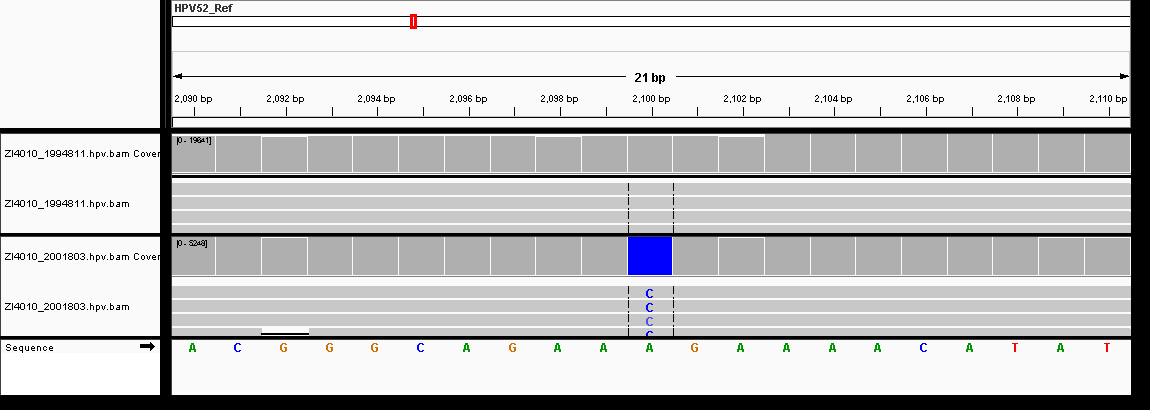 HPV52_Ref
21 bp
2,090 bp 2,092 bp 2,094 bp 2,096 bp 2,098 bp 2,100 bp 2,102 bp 2,104 bp 2,106 bp 2,108 bp 2,110 bp
[0 - 19641]
ZI4010_1994811.hpv.bam Cover
ZI4010_1994811.hpv.bam
[0 - 5248]
ZI4010_2001803.hpv.bam Cover
C
C
ZI4010_2001803.hpv.bam
C
C
Sequence A C G G G C A G A A A G A A A A C A T A T